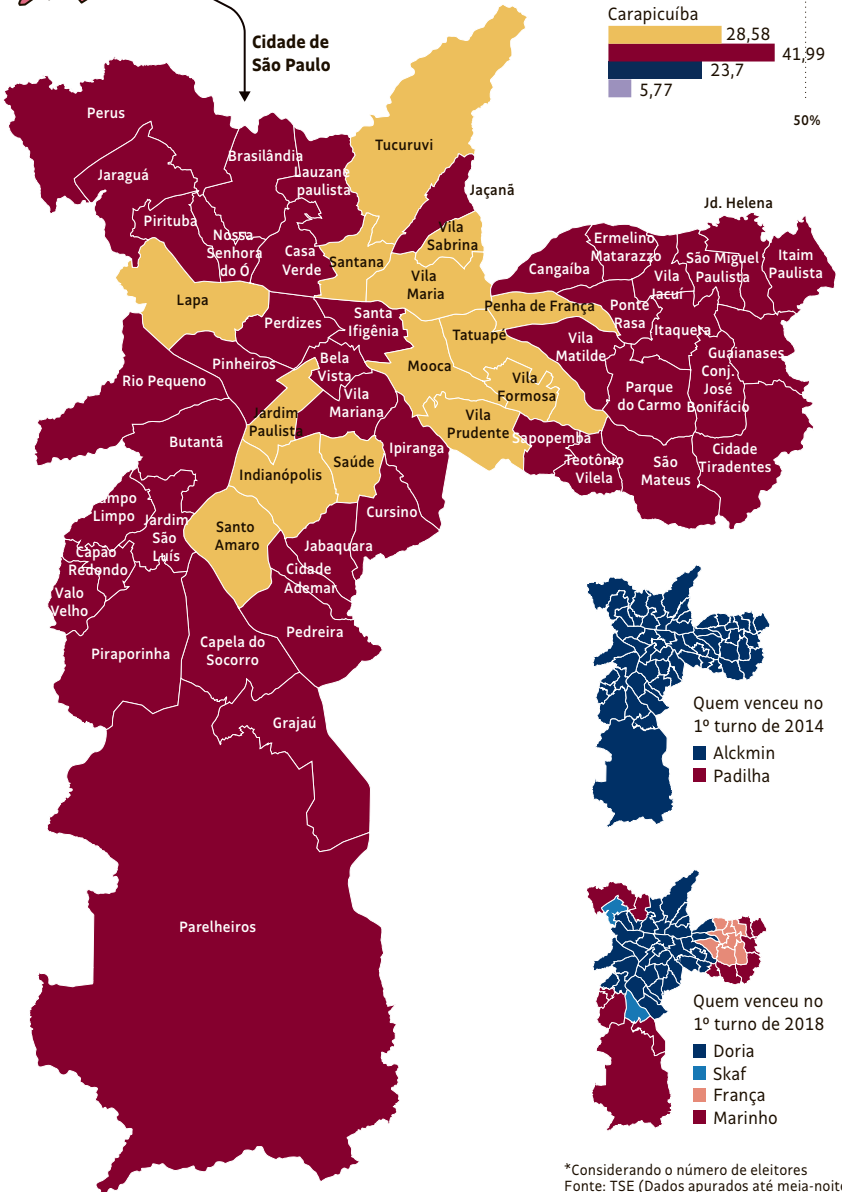 Carapicuíba
28,58
41,99
23,7
5,77
50%
Cidade de
São Paulo
Perus
Jaraguá
Brasilândia
Lauzane
paulista
Tucuruvi
Jaçanã
Pirituba
Nossa
Senhora
do Ó
Casa
Verde
Santana
Vila
Sabrina
Vila
Maria
Lapa
Jd. Helena
Ermelino
Matarazzo
Cangaíba
Vila
Jacuí
São Miguel
Paulista
Itaim
Paulista
Penha de França
Ponte
Rasa
Itaquera
Guaianases
Perdizes
Santa
Ifigênia
Tatuapé
Vila
Matilde
Mooca
Pinheiros
Bela
Vista
Rio Pequeno
Vila
Mariana
Vila
Formosa
Parque
do Carmo
Conj.
José
Bonifácio
Jardim
Paulista
Vila
Prudente
Butantã
Ipiranga
Sapopemba
Teotônio
Vilela
São
Mateus
Cidade
Tiradentes
Indianópolis
Saúde
Limpo
Jardim
São
Luís
Santo
Amaro
Cursino
Jabaquara
Capão
Redondo
Cidade
Ademar
Valo
Velho
Pedreira
Piraporinha
Capela do
Socorro
Grajaú
Parelheiros
Quem venceu no
1º turno de 2014
Alckmin
Padilha
Quem venceu no
1º turno de 2018
Doria
Skaf
França
Marinho
*Considerando o número de eleitores
Fonte: TSE (Dados apurados até meia-noite